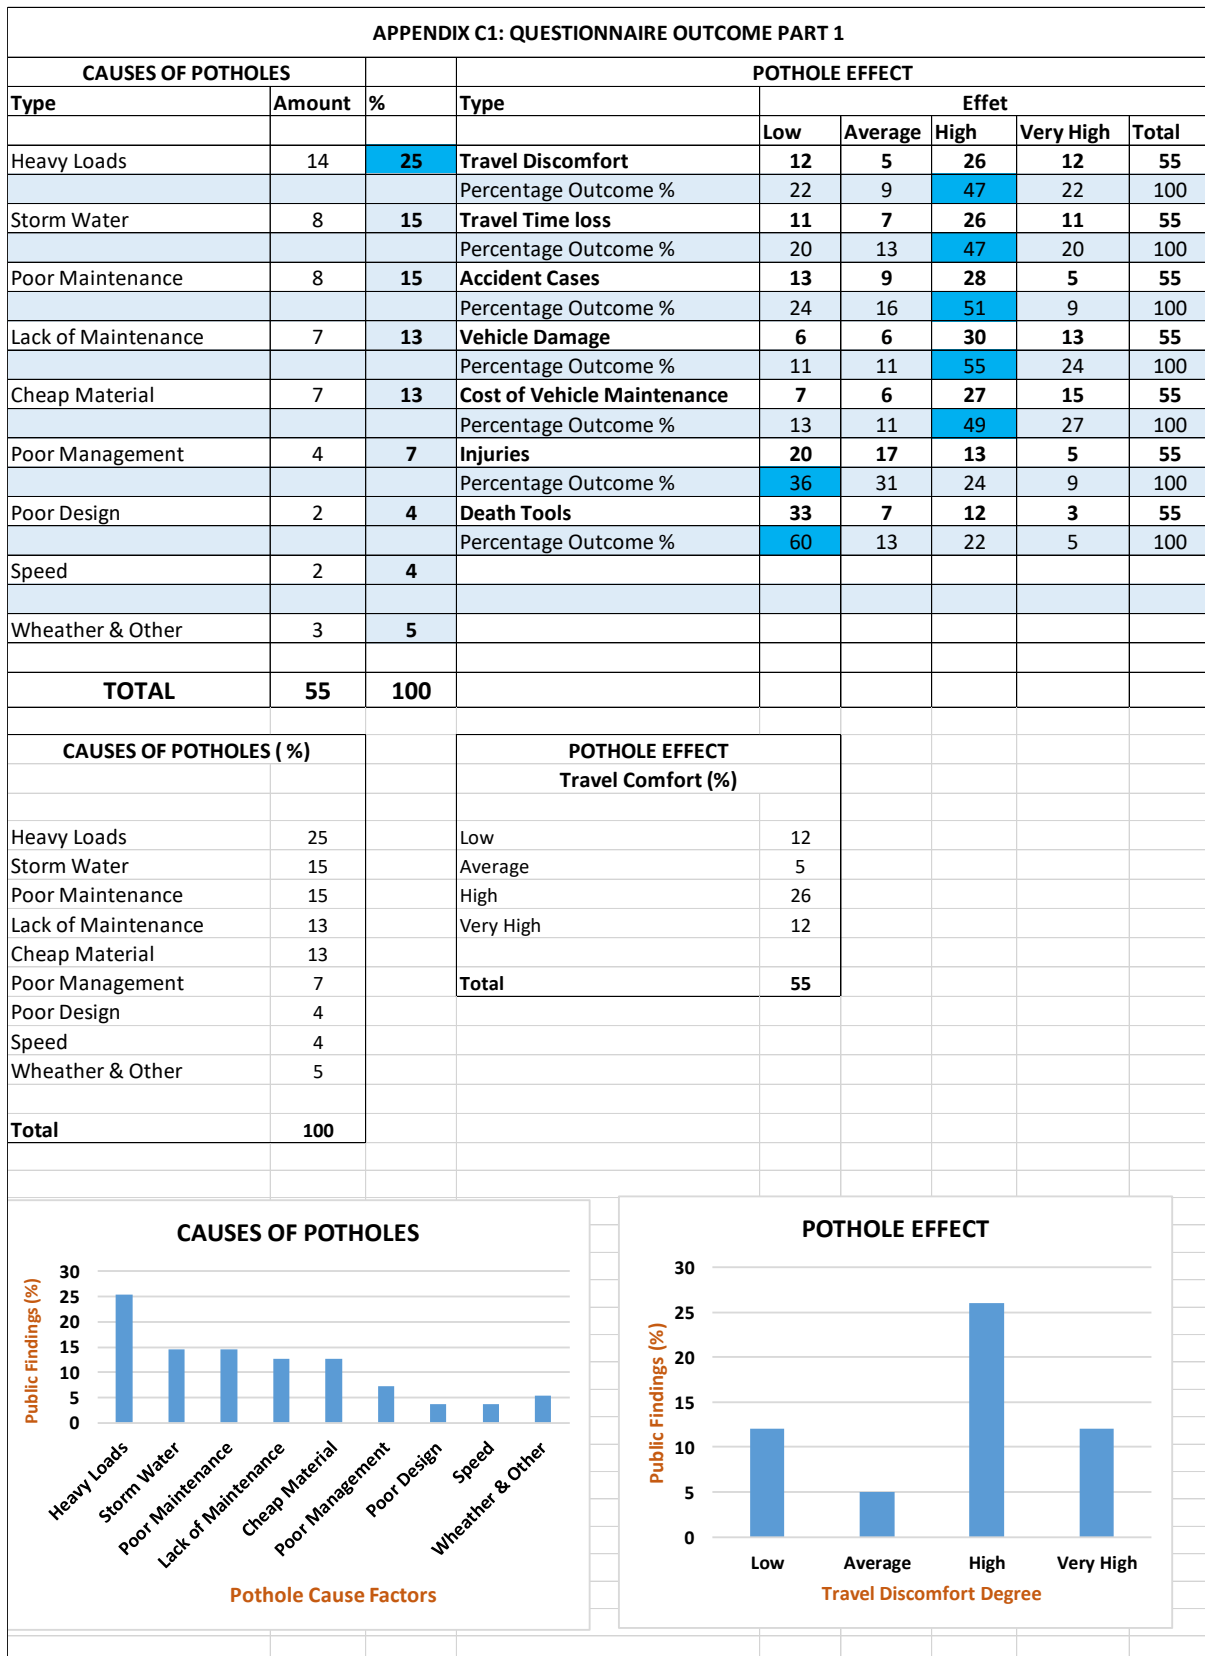 APPENDIX C1: QUESTIONNAIRE OUTCOME PART 1
CAUSES OF POTHOLES POTHOLE EFFECT
Type Amount % Type Effet
Low Average High Very High Total
Heavy Loads 14 25 Travel Discomfort 12 5 26 12 55
Percentage Outcome % 22 9 47 22 100
Storm Water 8 15 Travel Time loss 11 7 26 11 55
Percentage Outcome % 20 13 47 20 100
Poor Maintenance 8 15 Accident Cases 13 9 28 5 55
Percentage Outcome % 24 16 51 9 100
Lack of Maintenance 7 13 Vehicle Damage 6 6 30 13 55
Percentage Outcome % 11 11 55 24 100
Cheap Material 7 13 Cost of Vehicle Maintenance 7 6 27 15 55
Percentage Outcome % 13 11 49 27 100
Poor Management 4 7 Injuries 20 17 13 5 55
Percentage Outcome % 36 31 24 9 100
Poor Design 2 4 Death Tools 33 7 12 3 55
Percentage Outcome % 60 13 22 5 100
Speed 2 4
Wheather & Other 3 5
TOTAL 55 100
CAUSES OF POTHOLES ( %) POTHOLE EFFECT
Travel Comfort (%)
Heavy Loads 25 Low 12
Storm Water 15 Average 5
Poor Maintenance 15 High 26
Lack of Maintenance 13 Very High 12
Cheap Material 13
Poor Management 7 Total 55
Poor Design 4
Speed 4
Wheather & Other 5
Total 100
CAUSES OF POTHOLES
Public Findings (%)
30
25
20
15
10
5
0
Heavy Loads
Storm Water
Poor Maintenance
Lack of Maintenance
Cheap Material
Poor Management
Poor Design
Speed
Wheather & Other
Pothole Cause Factors
POTHOLE EFFECT
Public Findings (%)
30
25
20
15
10
5
0
Low Average High Very High
Travel Discomfort Degree